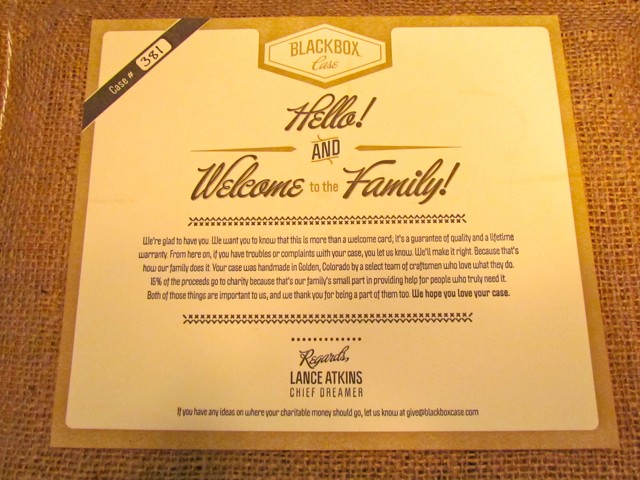 Case # 381
BLACKBOX
Case
Hello!
AND
Welcome to the Family!
We're glad to have you. We want you to know that this is more than a welcome card; it's a guarantee of quality and a lifetime
warranty. From here on, if you have troubles or complaints with your case, you let us know. We'll make it right. Because that's
how our family does it. Your case was handmade in Golden, Colorado by a select team of craftsmen who love what they do.
15% of the proceeds go to charity because that's our family's small part in providing help for people who truly need it.
Both of those things are important to us, and we thank you for being a part of them too. We hope you love your case.
Regards,
LANCE ATKINS
CHIEF DREAMER
If you have any ideas on where your charitable money should go, let us know at give@blackboxcase.com